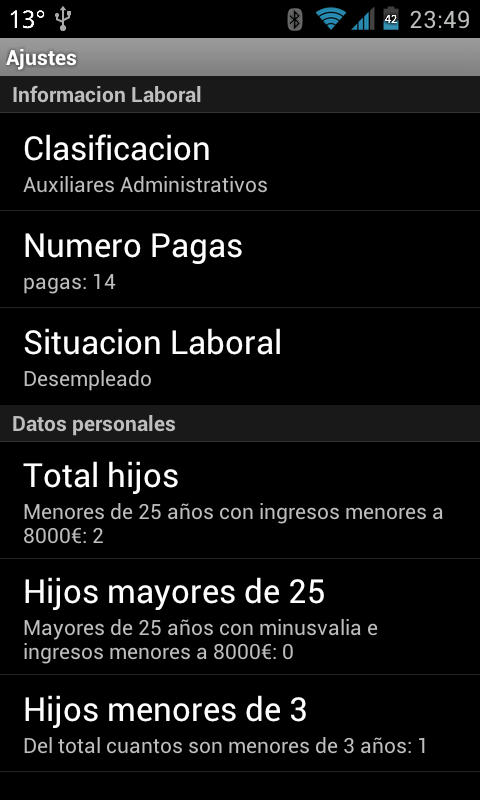 13° 42 23:49
Ajustes
Informacion Laboral
Clasificacion
Auxiliares Administrativos
Numero Pagas
pagas: 14
Situacion Laboral
Desempleado
Datos personales
Total hijos
Menores de 25 años con ingresos menores a
8000€: 2
Hijos mayores de 25
Mayores de 25 años con minusvalia e
ingresos menores a 8000€: 0
Hijos menores de 3
Del total cuantos son menores de 3 años: 1